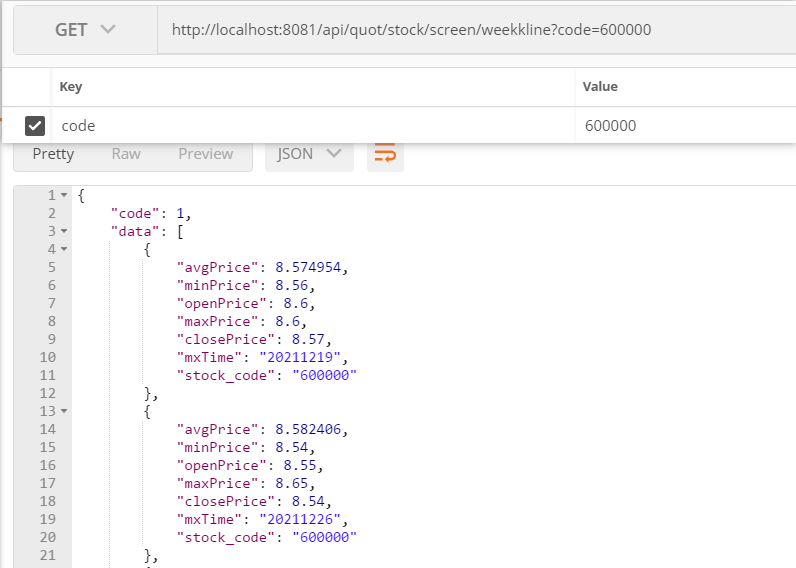 GET http://localhost:8081/api/quot/stock/screen/weekkline?code=600000
Key Value
code 600000
Pretty Raw Preview JSON
1 {
2 "code": 1,
3 "data": [
4 {
5 "avgPrice": 8.574954,
6 "minPrice": 8.56,
7 "openPrice": 8.6,
8 "maxPrice": 8.6,
9 "closePrice": 8.57,
10 "mxTime": "20211219",
11 "stock_code": "600000"
12 },
13 {
14 "avgPrice": 8.582406,
15 "minPrice": 8.54,
16 "openPrice": 8.55,
17 "maxPrice": 8.65,
18 "closePrice": 8.54,
19 "mxTime": "20211226",
20 "stock_code": "600000"
21 },